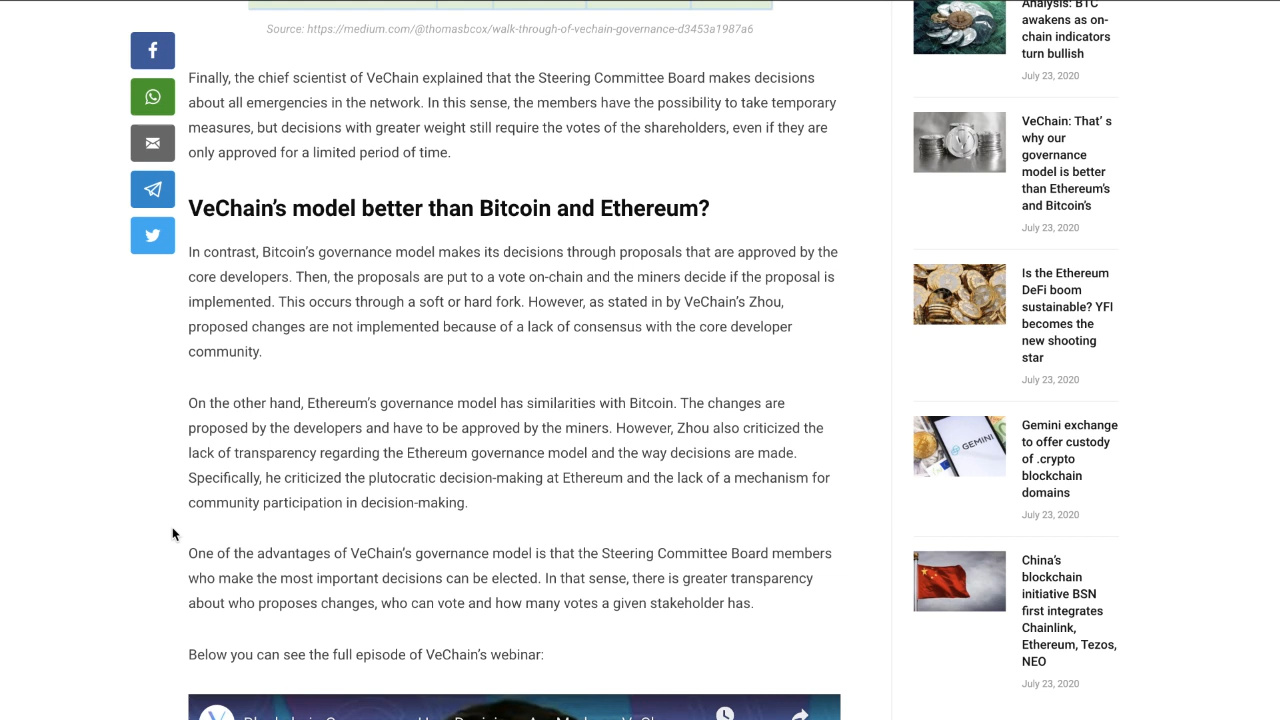 Source: https://medium.com/@thomasbcox/walk-through-of-vechain-governance-d3453a1987a6
Finally, the chief scientist of VeChain explained that the Steering Committee Board makes decisions
about all emergencies in the network. In this sense, the members have the possibility to take temporary
measures, but decisions with greater weight still require the votes of the shareholders, even if they are
only approved for a limited period of time.
VeChain’s model better than Bitcoin and Ethereum?
In contrast, Bitcoin’s governance model makes its decisions through proposals that are approved by the
core developers. Then, the proposals are put to a vote on-chain and the miners decide if the proposal is
implemented. This occurs through a soft or hard fork. However, as stated in by VeChain’s Zhou,
proposed changes are not implemented because of a lack of consensus with the core developer
community.
On the other hand, Ethereum’s governance model has similarities with Bitcoin. The changes are
proposed by the developers and have to be approved by the miners. However, Zhou also criticized the
lack of transparency regarding the Ethereum governance model and the way decisions are made.
Specifically, he criticized the plutocratic decision-making at Ethereum and the lack of a mechanism for
community participation in decision-making.
One of the advantages of VeChain’s governance model is that the Steering Committee Board members
who make the most important decisions can be elected. In that sense, there is greater transparency
about who proposes changes, who can vote and how many votes a given stakeholder has.
Below you can see the full episode of VeChain’s webinar:
Analysis: BTC
awakens as on-
chain indicators
turn bullish
July 23, 2020
VeChain: That’ s
why our
governance
model is better
than Ethereum’s
and Bitcoin’s
July 23, 2020
Is the Ethereum
DeFi boom
sustainable? YFI
becomes the
new shooting
star
July 23, 2020
GEMINI
Gemini exchange
to offer custody
of .crypto
blockchain
domains
July 23, 2020
China’s
blockchain
initiative BSN
first integrates
Chainlink,
Ethereum, Tezos,
NEO
July 23, 2020